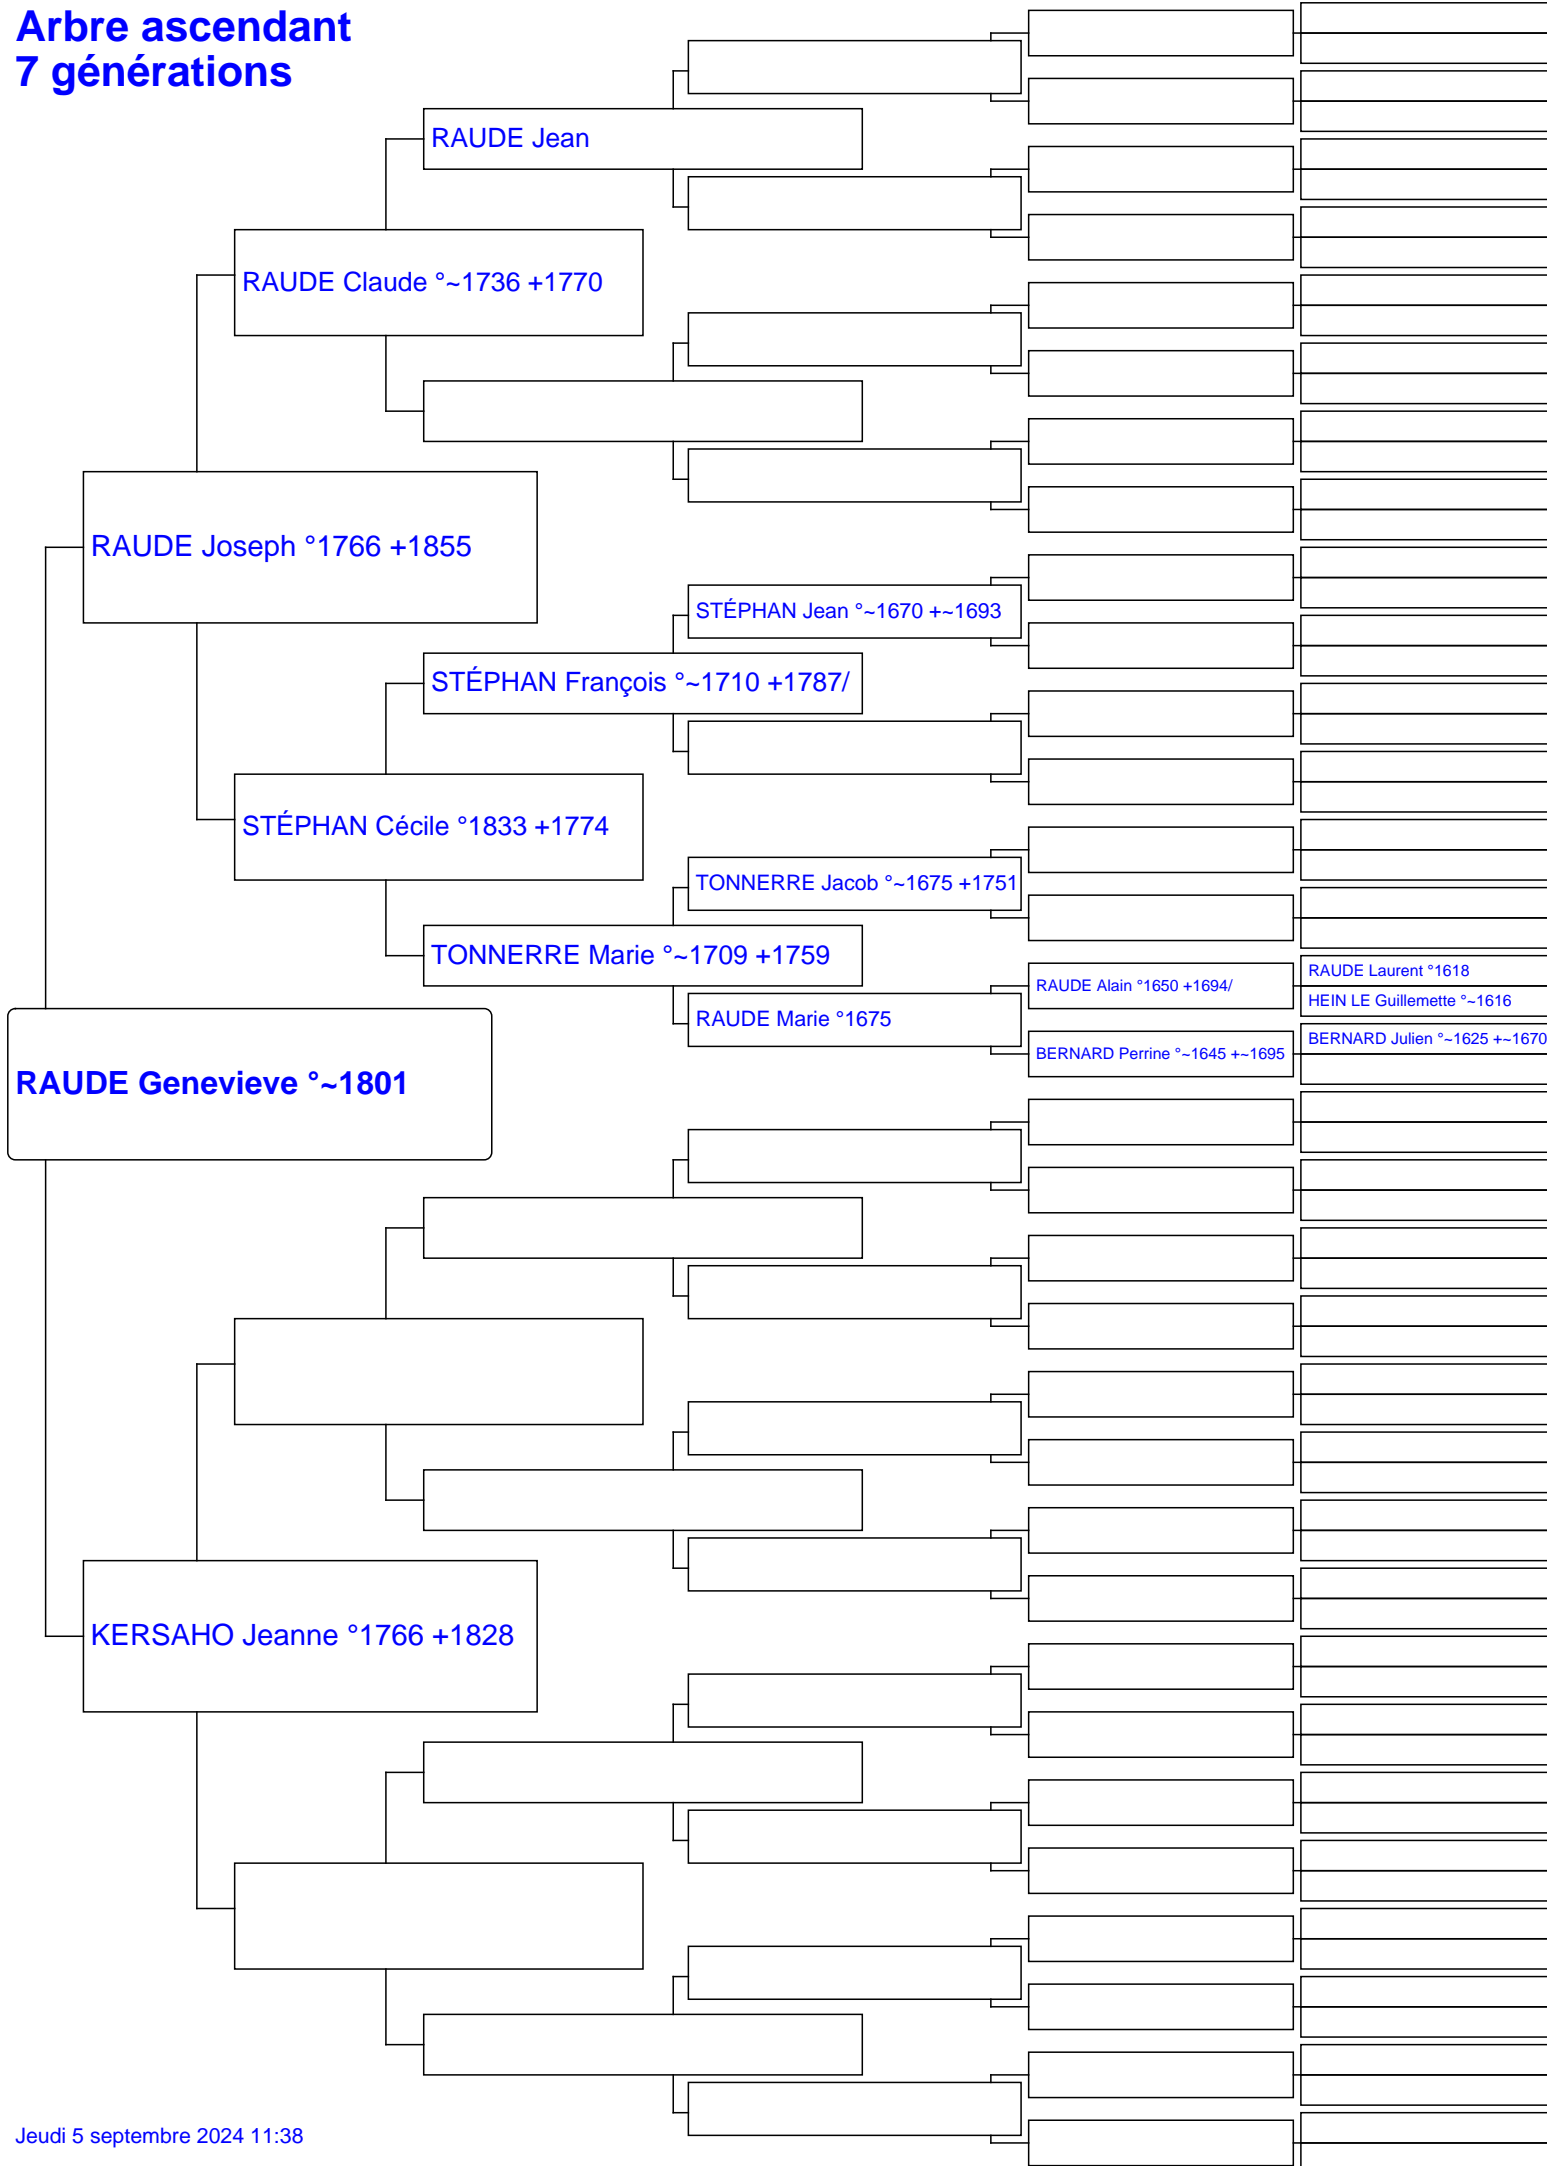 Arbre ascendant
7 générations
RAUDE Jean
RAUDE Claude °~1736 +1770
RAUDE Joseph °1766 +1855
STÉPHAN Jean °~1670 +~1693
STÉPHAN François °~1710 +1787/
STÉPHAN Cécile °1833 +1774
TONNERRE Jacob °~1675 +1751
TONNERRE Marie °~1709 +1759
RAUDE Laurent °1618
RAUDE Alain °1650 +1694/
HEIN LE Guillemette °~1616
RAUDE Marie °1675
BERNARD Julien °~1625 +~1670
BERNARD Perrine °~1645 +~1695
RAUDE Genevieve °~1801
KERSAHO Jeanne °1766 +1828
Jeudi 5 septembre 2024 11:38